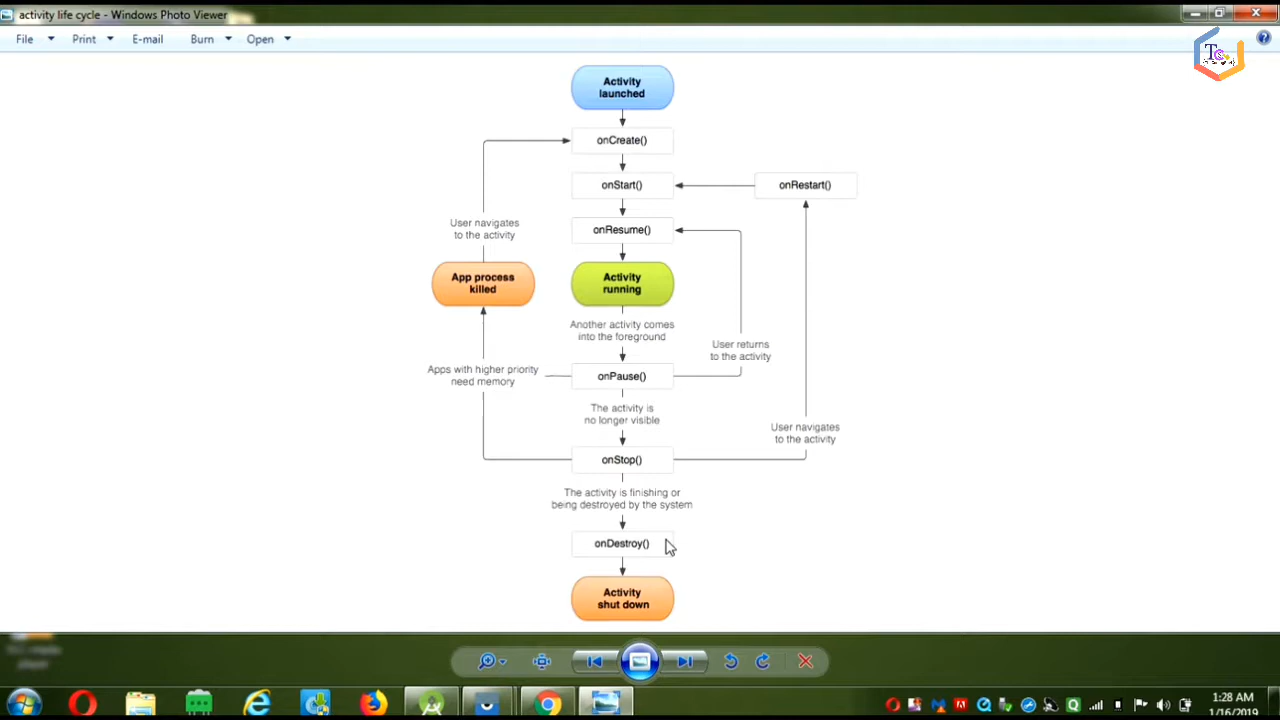 activity life cycle - Windows Photo Viewer
File Print E-mail Burn Open
Activity
launched
onCreate()
onStart()
onRestart()
User navigates
to the activity
onResume()
App process
killed
Activity
running
Another activity comes
into the foreground
User returns
to the activity
Apps with higher priority
need memory
onPause()
The activity is
no longer visible
User navigates
to the activity
onStop()
The activity is finishing or
being destroyed by the system
onDestroy()
Activity
shut down
1:28 AM
1/16/2019